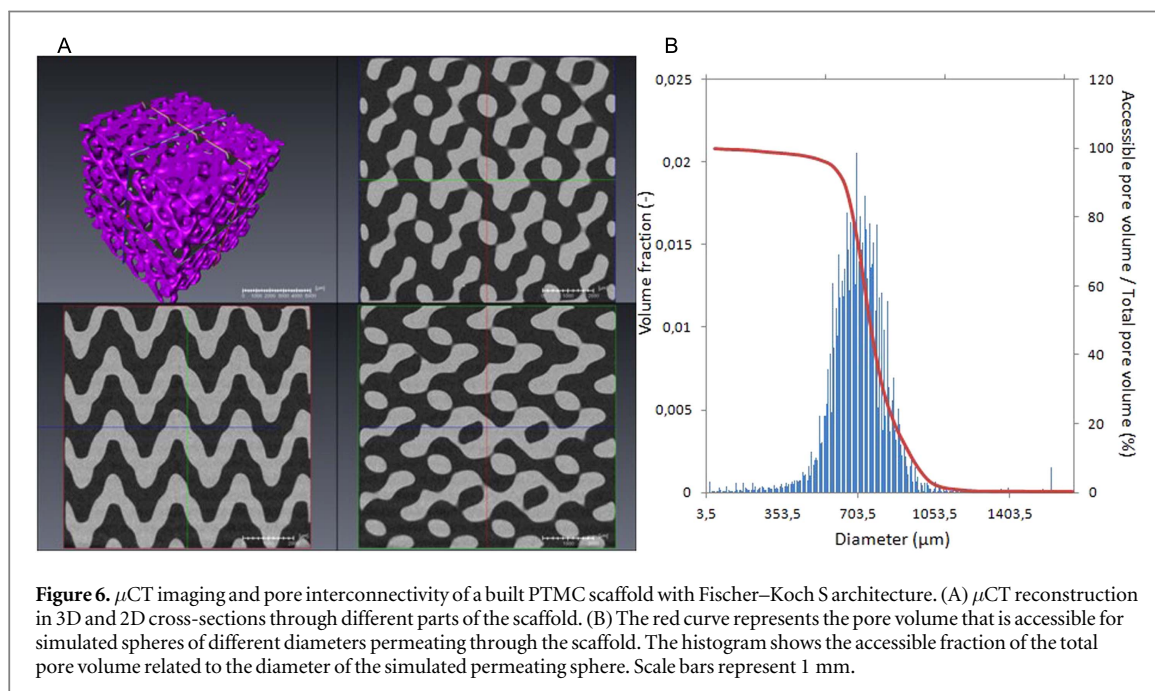 A
B
0,025
0,02
0,015
0,01
0,005
0
Volume fraction (-)
120
100
80
60
40
20
0
Accessible pore volume / Total pore volume (%)
3,5 353,5 703,5 1053,5 1403,5
Diameter (µm)
Figure 6. µCT imaging and pore interconnectivity of a built PTMC scaffold with Fischer–Koch S architecture. (A) µCT reconstruction
in 3D and 2D cross-sections through different parts of the scaffold. (B) The red curve represents the pore volume that is accessible for
simulated spheres of different diameters permeating through the scaffold. The histogram shows the accessible fraction of the total
pore volume related to the diameter of the simulated permeating sphere. Scale bars represent 1 mm.